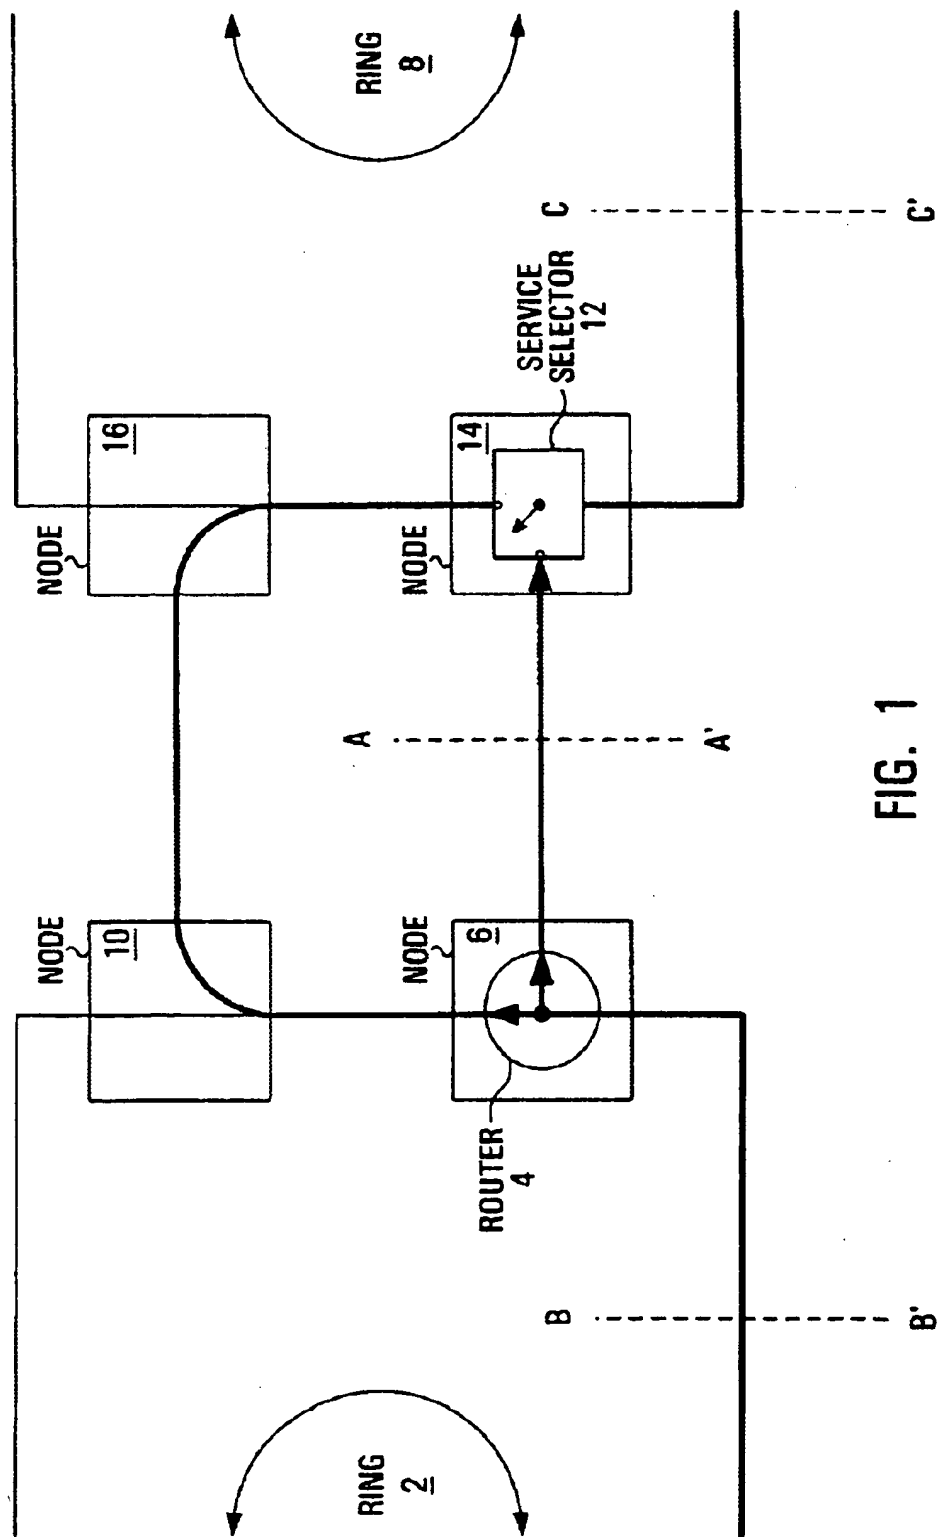 NODE
10
NODE
16
RING
2
RING
8
NODE
6
ROUTER
4
NODE
14
SERVICE
SELECTOR
12
A
A'
B
B'
C
C'
FIG. 1